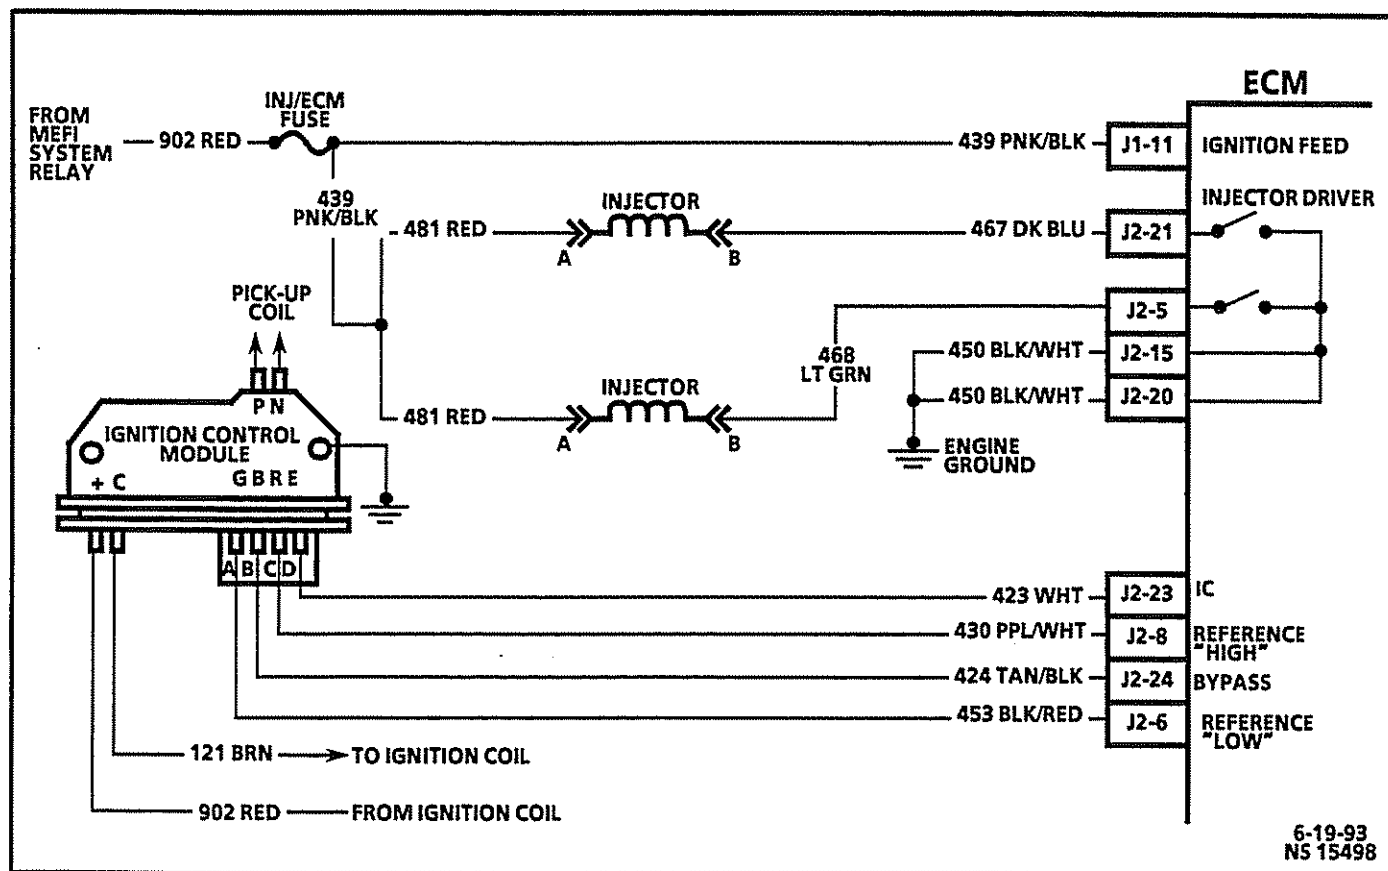 ECM
INJ/ECM
FUSE
FROM
MEFI
SYSTEM
RELAY
902 RED
439 PNK/BLK
J1-11
IGNITION FEED
439
PNK/BLK
INJECTOR DRIVER
481 RED
INJECTOR
A
B
467 DK BLU
J2-21
PICK-UP
COIL
J2-5
468
LT GRN
450 BLK/WHT
J2-15
450 BLK/WHT
J2-20
481 RED
INJECTOR
A
B
ENGINE
GROUND
P N
IGNITION CONTROL
MODULE
+ C
G B R E
A B C D
423 WHT
J2-23
IC
430 PPL/WHT
J2-8
REFERENCE
"HIGH"
424 TAN/BLK
J2-24
BYPASS
453 BLK/RED
J2-6
REFERENCE
"LOW"
121 BRN
TO IGNITION COIL
902 RED
FROM IGNITION COIL
6-19-93
NS 15498